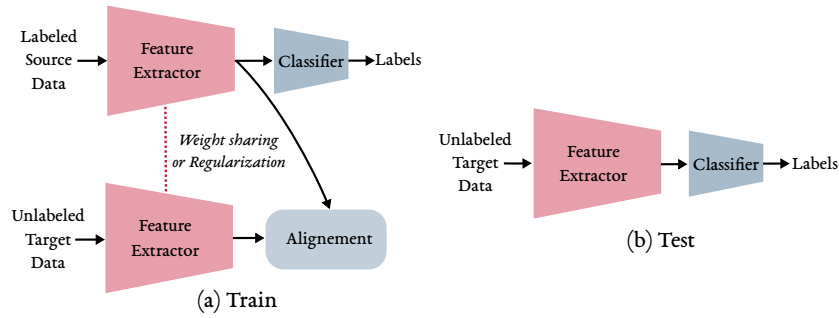 Labeled
Source
Data
Feature
Extractor
Classifier
Labels
Weight sharing
or Regularization
Unlabeled
Target
Data
Feature
Extractor
Alignement
(a) Train
Unlabeled
Target
Data
Feature
Extractor
Classifier
Labels
(b) Test